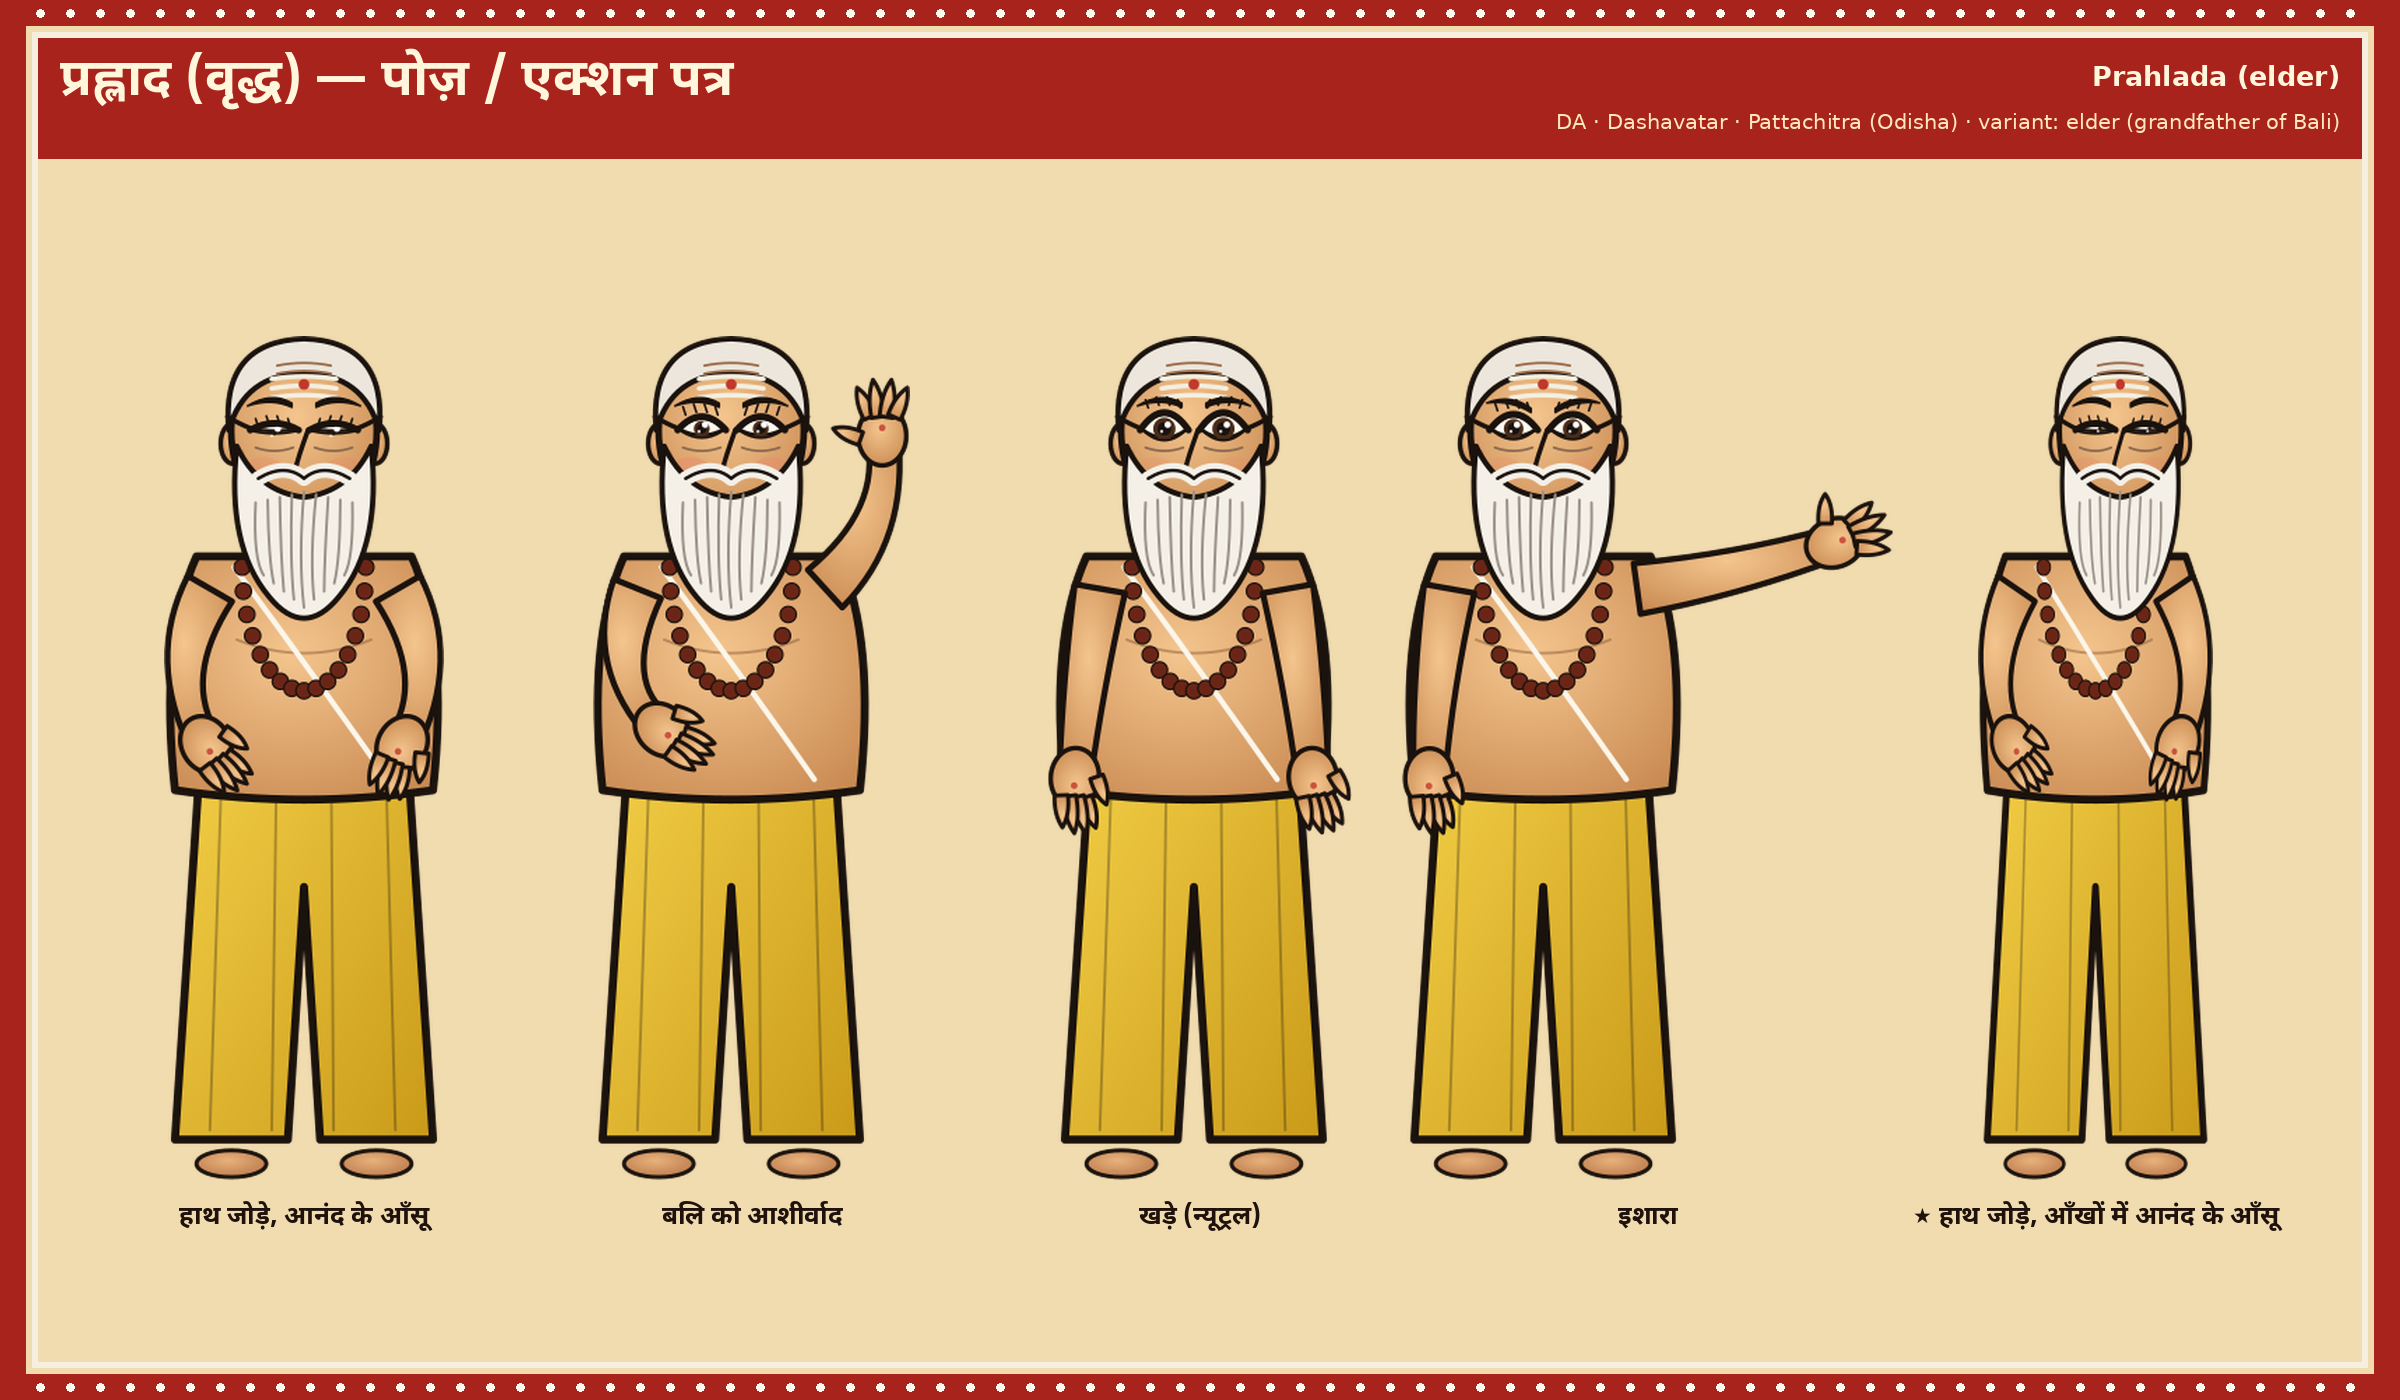 प्रह्लाद (वृद्ध) — पोज़ / एक्शन पत्र
Prahlada (elder)
DA · Dashavatar · Pattachitra (Odisha) · variant: elder (grandfather of Bali)
हाथ जोड़े, आनंद के आँसू
बलि को आशीर्वाद
खड़े (न्यूट्रल)
इशारा
★ हाथ जोड़े, आँखों में आनंद के आँसू